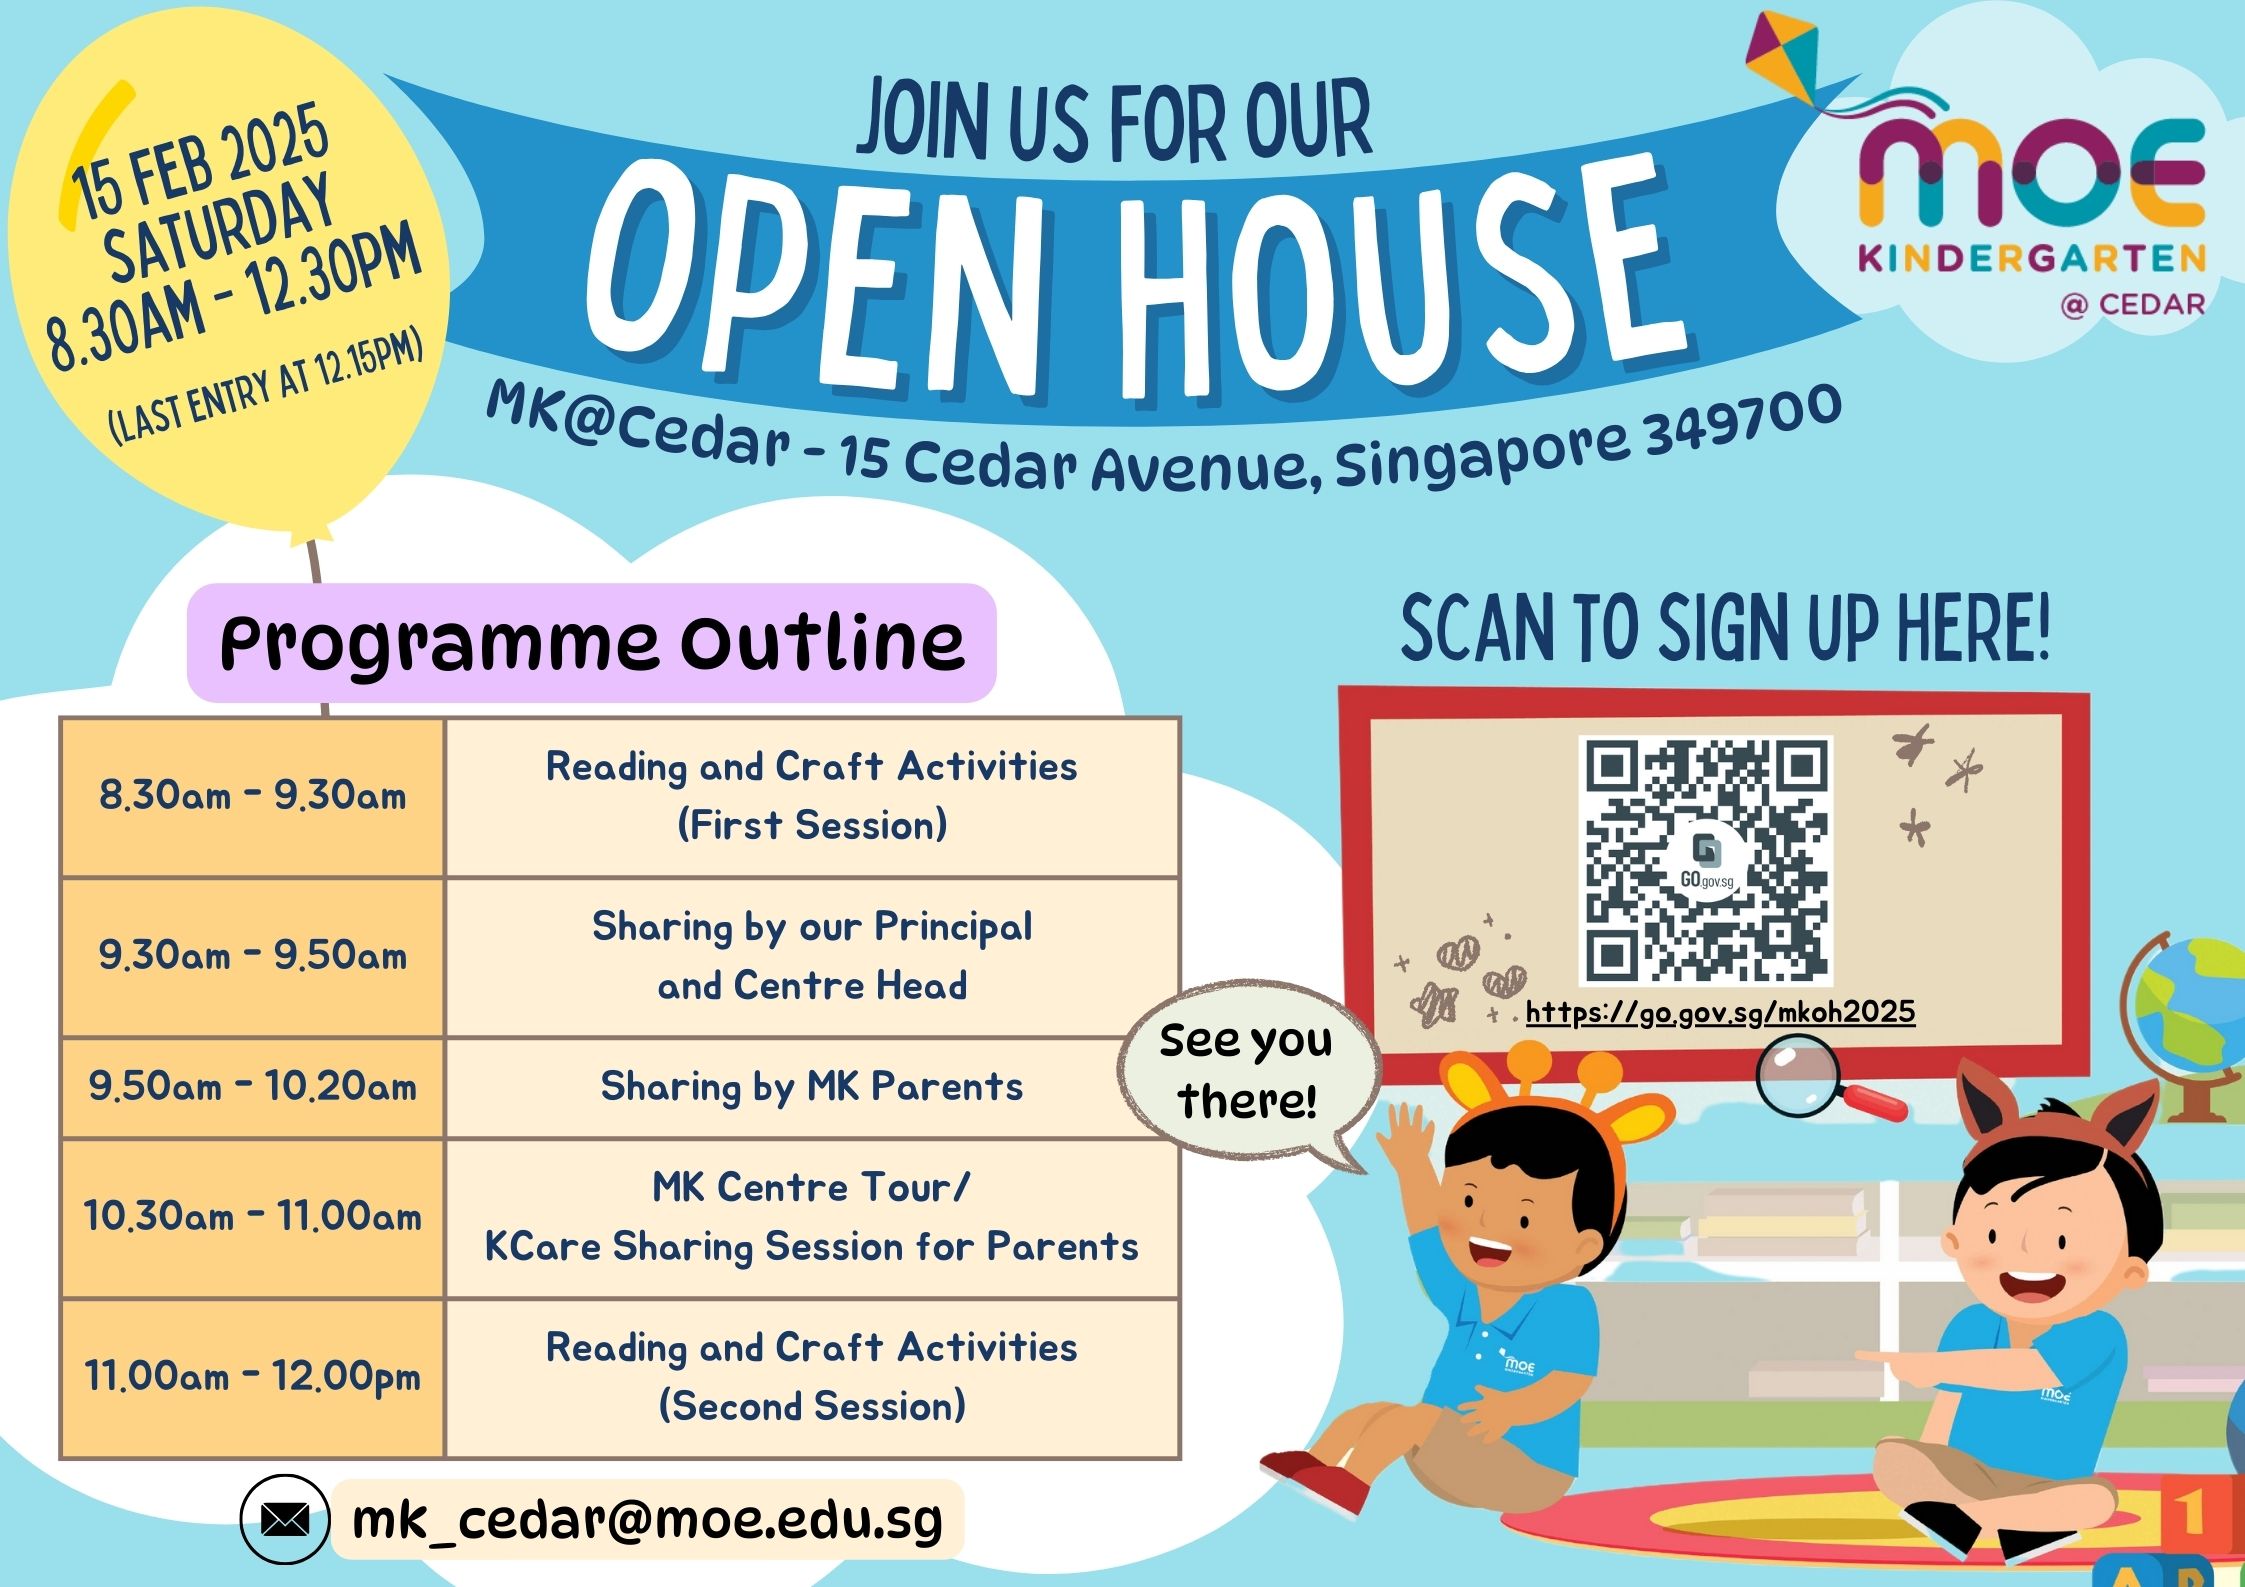 15 FEB 2025
SATURDAY
8.30AM - 12.30PM
(LAST ENTRY AT 12.15PM)
JOIN US FOR OUR
OPEN HOUSE
MK@Cedar - 15 Cedar Avenue, Singapore 349700
moe
KINDERGARTEN
@ CEDAR
Programme Outline
8.30am - 9.30am
Reading and Craft Activities
(First Session)
9.30am - 9.50am
Sharing by our Principal
and Centre Head
9.50am - 10.20am
Sharing by MK Parents
10.30am - 11.00am
MK Centre Tour/
KCare Sharing Session for Parents
11.00am - 12.00pm
Reading and Craft Activities
(Second Session)
mk_cedar@moe.edu.sg
SCAN TO SIGN UP HERE!
GO.gov.sg
https://go.gov.sg/mkoh2025
See you
there!
moe
KINDERGARTEN
moe
KINDERGARTEN
1
A